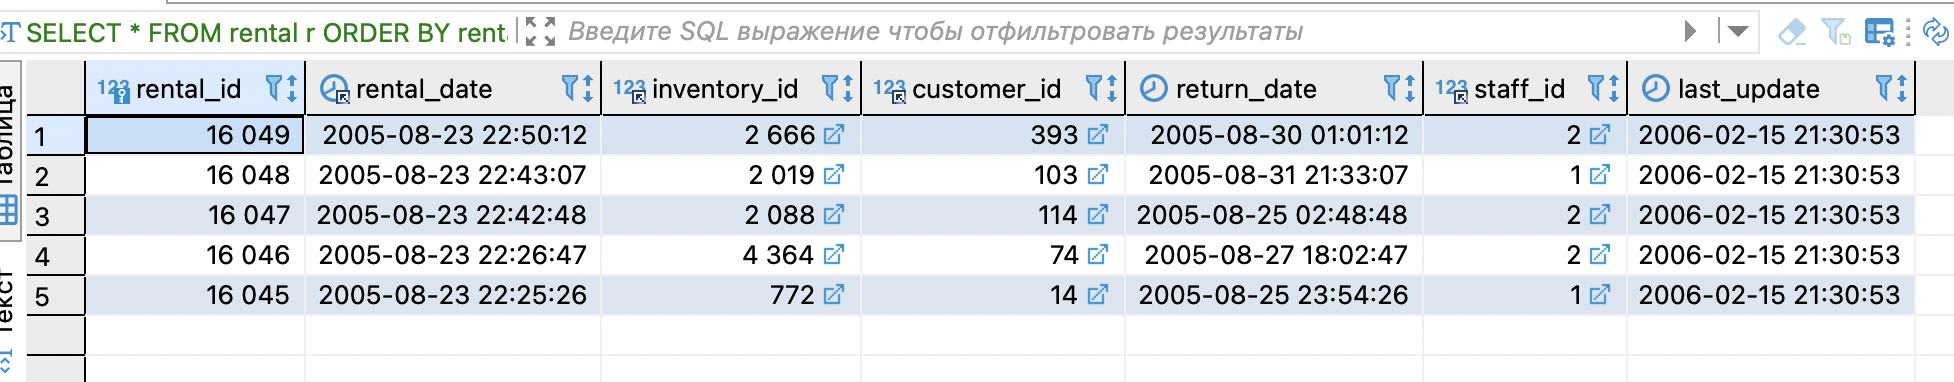 SELECT * FROM rental r ORDER BY rent
Введите SQL выражение чтобы отфильтровать результаты
rental_id rental_date inventory_id customer_id return_date staff_id last_update
1 16 049 2005-08-23 22:50:12 2 666 393 2005-08-30 01:01:12 2 2006-02-15 21:30:53
2 16 048 2005-08-23 22:43:07 2 019 103 2005-08-31 21:33:07 1 2006-02-15 21:30:53
3 16 047 2005-08-23 22:42:48 2 088 114 2005-08-25 02:48:48 2 2006-02-15 21:30:53
4 16 046 2005-08-23 22:26:47 4 364 74 2005-08-27 18:02:47 2 2006-02-15 21:30:53
5 16 045 2005-08-23 22:25:26 772 14 2005-08-25 23:54:26 1 2006-02-15 21:30:53
Таблица
Текст